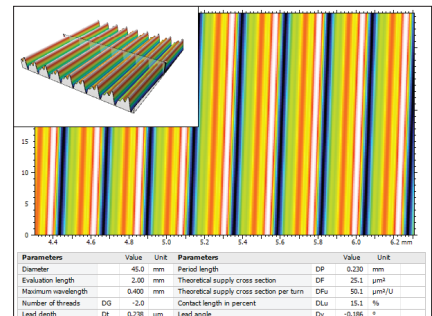 15
10
5
0
4.4 4.6 4.8 5.0 5.2 5.4 5.6 5.8 6.0 6.2 mm
Parameters Value Unit Parameters Value Unit
Diameter 45.0 mm Period length DP 0.230 mm
Evaluation length 2.00 mm Theoretical supply cross section DF 25.1 µm²
Maximum wavelength 0.400 mm Theoretical supply cross section per turn DFu 50.1 µm²/U
Number of threads DG -2.0 Contact length in percent DLu 15.1 %
Lead depth Dt 0.238 µm Lead angle Dγ -0.186 °